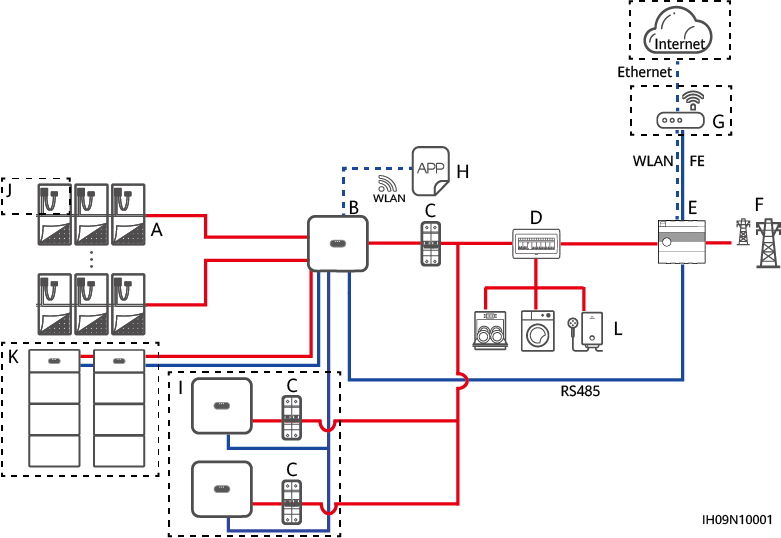 Internet
Ethernet
G
WLAN
FE
APP
H
J
WLAN
B
C
D
E
F
A
L
K
I
C
RS485
C
IH09N10001